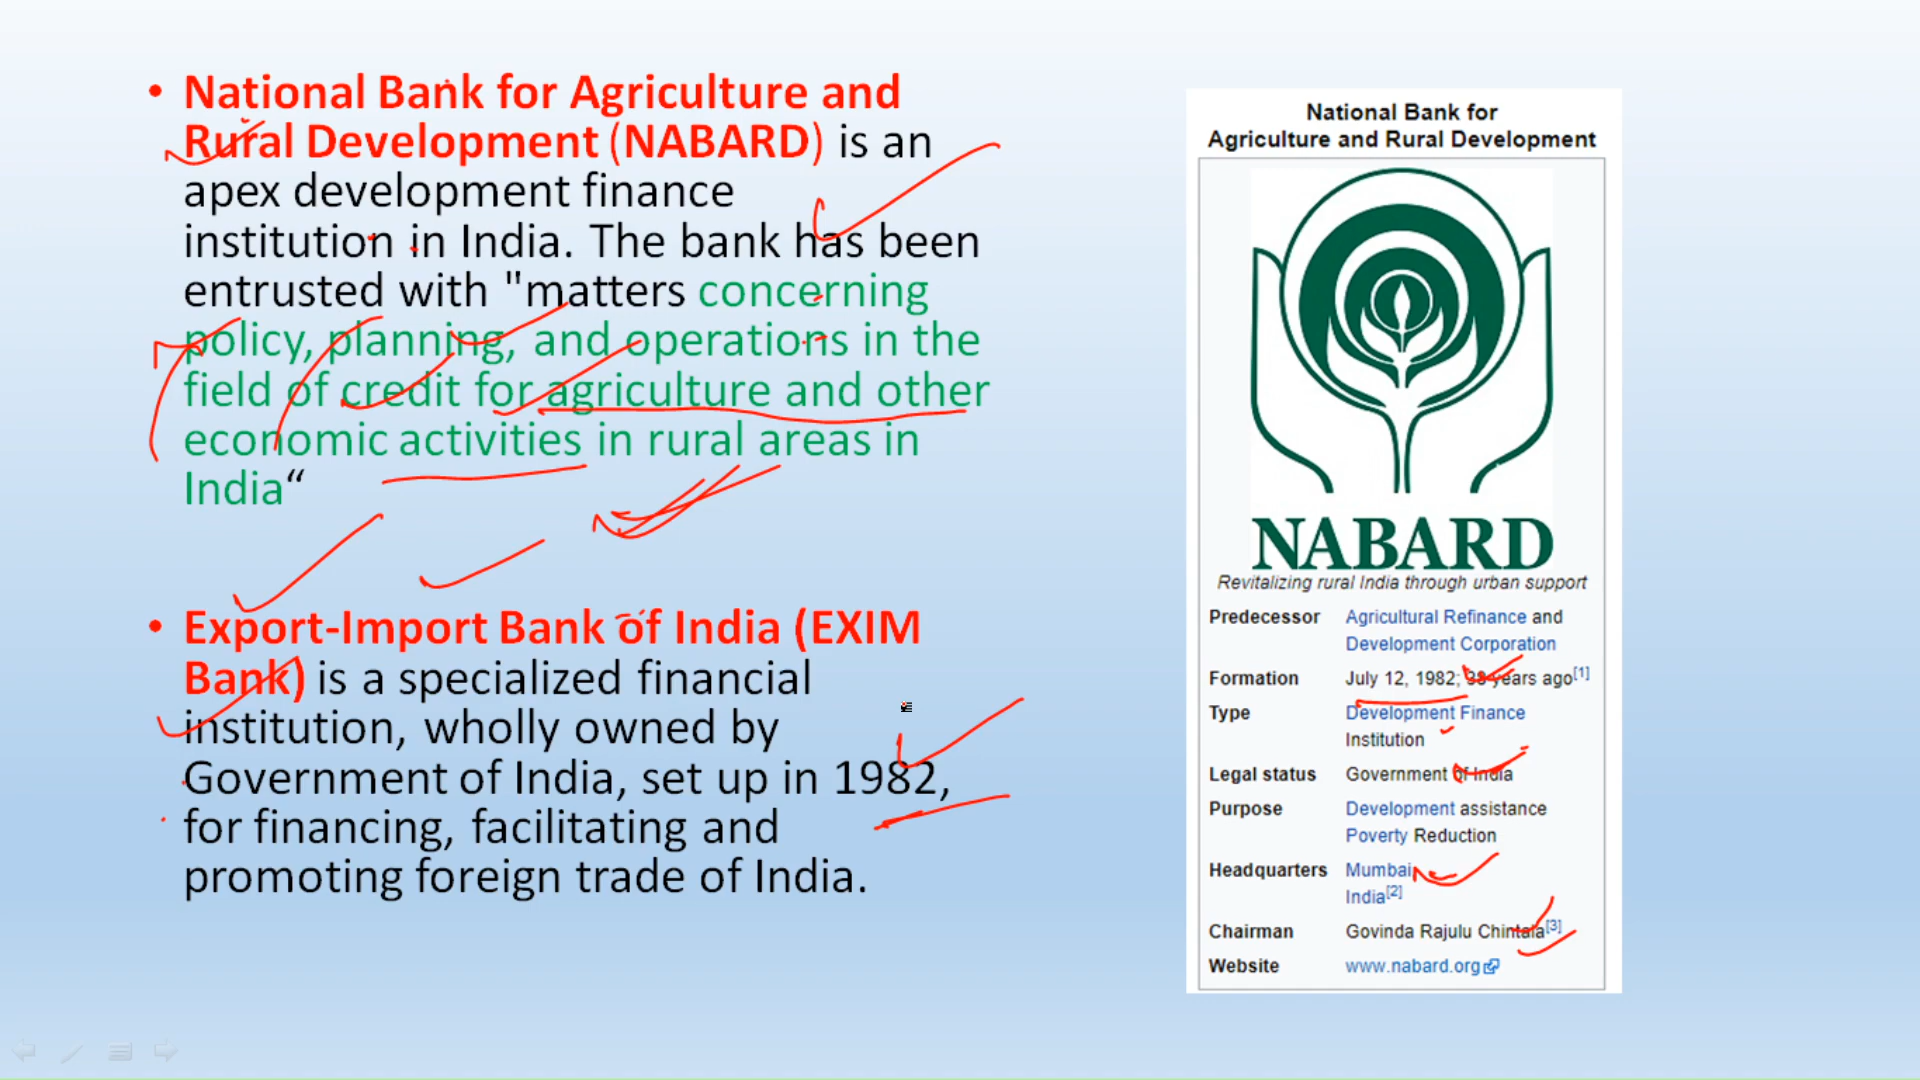 • National Bank for Agriculture and
Rural Development (NABARD) is an
apex development finance
institution in India. The bank has been
entrusted with "matters concerning
policy, planning, and operations in the
field of credit for agriculture and other
economic activities in rural areas in
India“
• Export-Import Bank of India (EXIM
Bank) is a specialized financial
institution, wholly owned by
Government of India, set up in 1982,
for financing, facilitating and
promoting foreign trade of India.
National Bank for
Agriculture and Rural Development
NABARD
Revitalizing rural India through urban support
Predecessor Agricultural Refinance and
Development Corporation
Formation July 12, 1982; 38 years ago[1]
Type Development Finance
Institution
Legal status Government of India
Purpose Development assistance
Poverty Reduction
Headquarters Mumbai
India[2]
Chairman Govinda Rajulu Chintala[3]
Website www.nabard.org